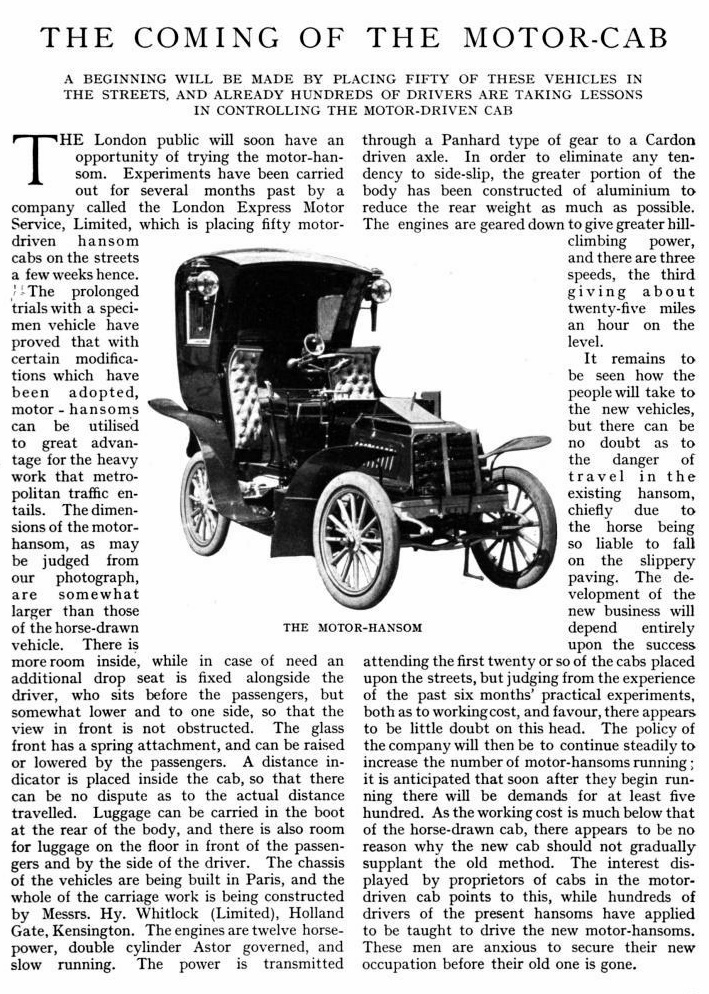 THE COMING OF THE MOTOR-CAB
A BEGINNING WILL BE MADE BY PLACING FIFTY OF THESE VEHICLES IN
THE STREETS, AND ALREADY HUNDREDS OF DRIVERS ARE TAKING LESSONS
IN CONTROLLING THE MOTOR-DRIVEN CAB
THE London public will soon have an
opportunity of trying the motor-han-
som. Experiments have been carried
out for several months past by a
company called the London Express Motor
Service, Limited, which is placing fifty motor-
driven hansom
cabs on the streets
a few weeks hence.
The prolonged
trials with a speci-
men vehicle have
proved that with
certain modifica-
tions which have
been adopted,
motor-hansoms
can be utilised
to great advan-
tage for the heavy
work that metro-
politan traffic en-
tails. The dimen-
sions of the motor-
hansom, as may
be judged from
our photograph,
are somewhat
larger than those
of the horse-drawn
vehicle. There is
more room inside, while in case of need an
additional drop seat is fixed alongside the
driver, who sits before the passengers, but
somewhat lower and to one side, so that the
view in front is not obstructed. The glass
front has a spring attachment, and can be raised
or lowered by the passengers. A distance in-
dicator is placed inside the cab, so that there
can be no dispute as to the actual distance
travelled. Luggage can be carried in the boot
at the rear of the body, and there is also room
for luggage on the floor in front of the passen-
gers and by the side of the driver. The chassis
of the vehicles are being built in Paris, and the
whole of the carriage work is being constructed
by Messrs. Hy. Whitlock (Limited), Holland
Gate, Kensington. The engines are twelve horse-
power, double cylinder Astor governed, and
slow running. The power is transmitted
through a Panhard type of gear to a Cardon
driven axle. In order to eliminate any ten-
dency to side-slip, the greater portion of the
body has been constructed of aluminium to
reduce the rear weight as much as possible.
The engines are geared down to give greater hill-
climbing power,
and there are three
speeds, the third
giving about
twenty-five miles
an hour on the
level.
It remains to
be seen how the
people will take to
the new vehicles,
but there can be
no doubt as to
the danger of
travel in the
existing hansom,
chiefly due to
the horse being
so liable to fall
on the slippery
paving. The de-
velopment of the
new business will
depend entirely
upon the success
attending the first twenty or so of the cabs placed
upon the streets, but judging from the experience
of the past six months' practical experiments,
both as to working cost, and favour, there appears
to be little doubt on this head. The policy of
the company will then be to continue steadily to
increase the number of motor-hansoms running;
it is anticipated that soon after they begin run-
ning there will be demands for at least five
hundred. As the working cost is much below that
of the horse-drawn cab, there appears to be no
reason why the new cab should not gradually
supplant the old method. The interest dis-
played by proprietors of cabs in the motor-
driven cab points to this, while hundreds of
drivers of the present hansoms have applied
to be taught to drive the new motor-hansoms.
These men are anxious to secure their new
occupation before their old one is gone.
THE MOTOR-HANSOM